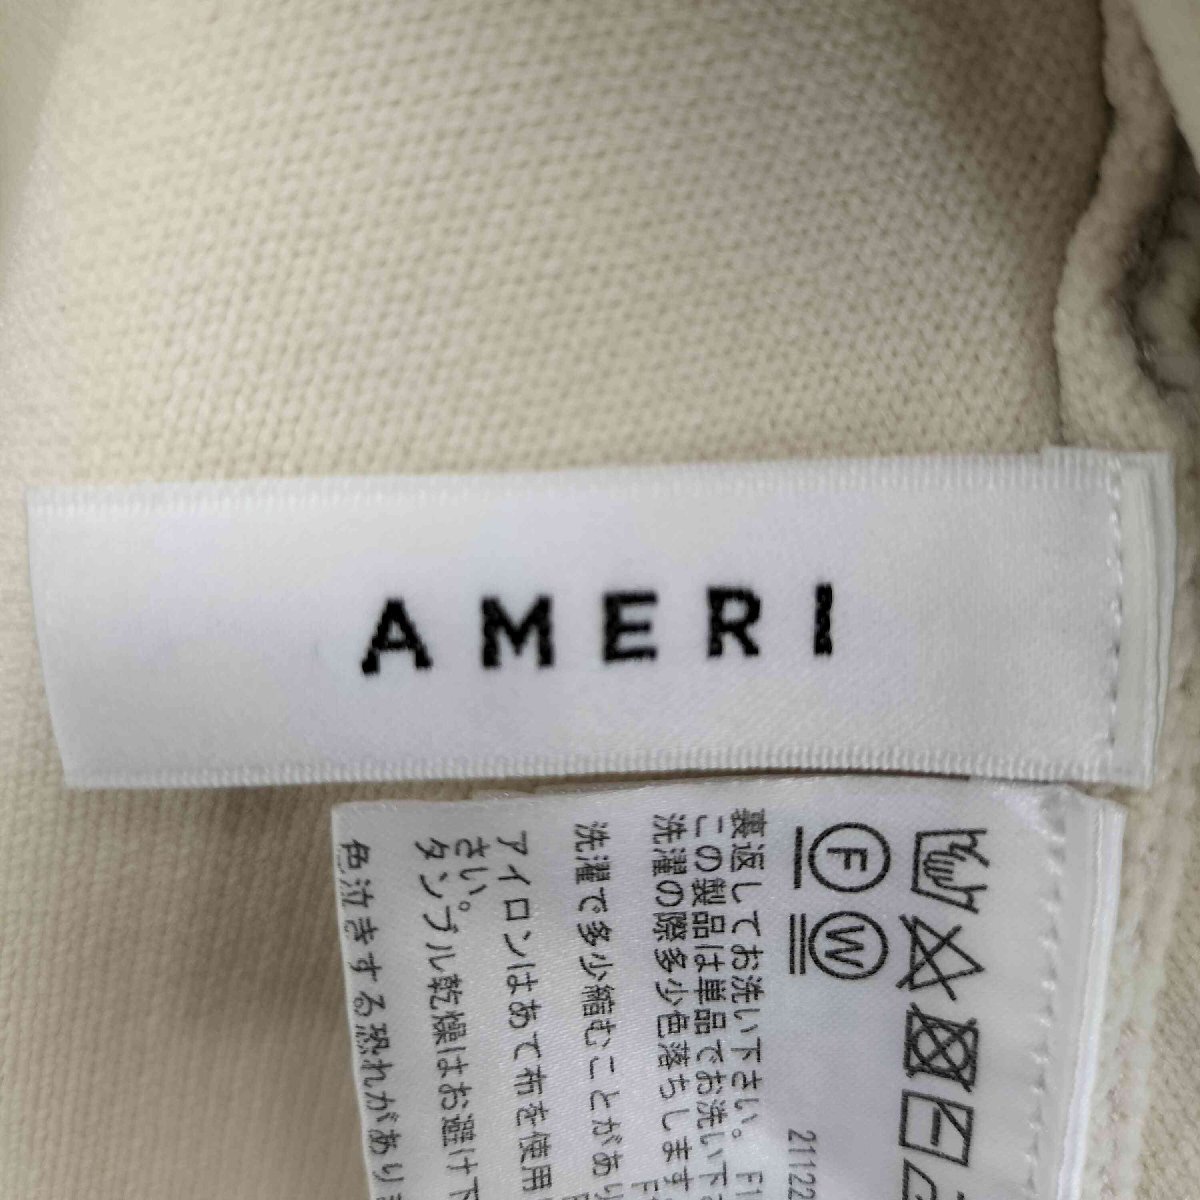 AMERI
F
W
21122
裏返してお洗い下さい。 F1
この製品は単品でお洗い下さ
洗濯の際多少色落ちします
洗濯で多少縮むことがあり
アイロンはあて布を使用
さい。
タンブル乾燥はお避け下
色泣きする恐れがあり